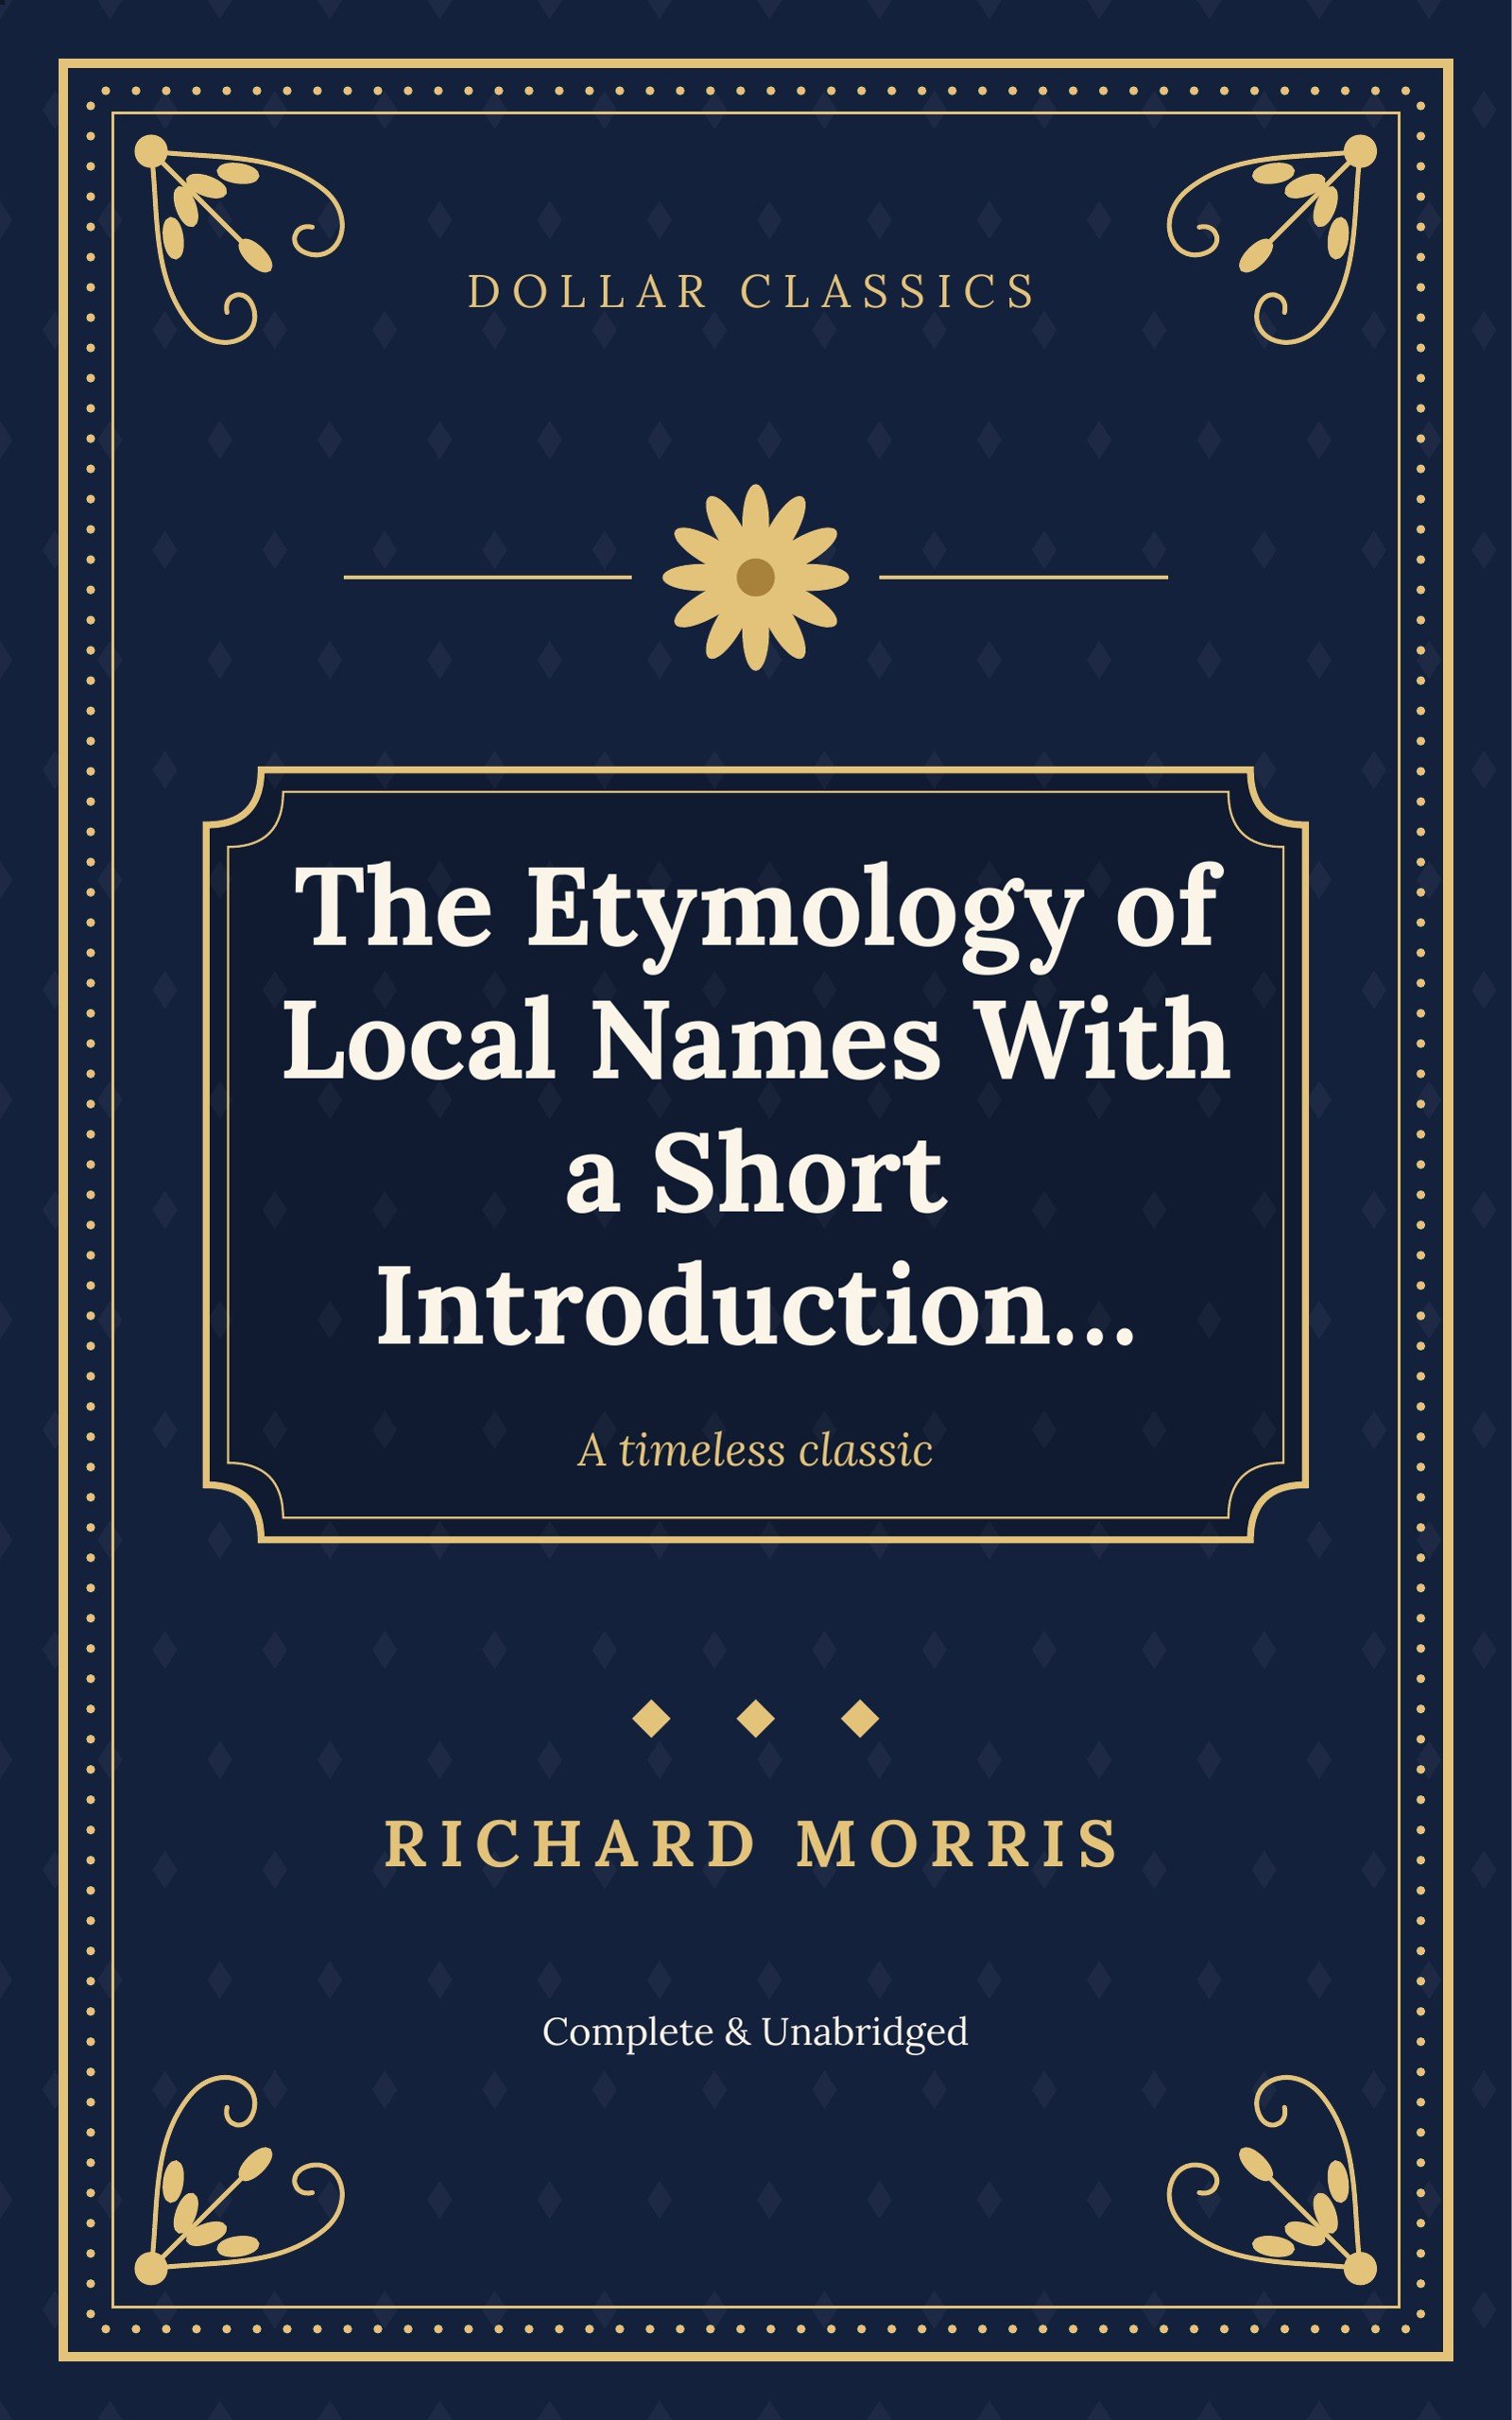 DOLLAR CLASSICS
The Etymology of
Local Names With
a Short
Introduction...
A timeless classic
RICHARD MORRIS
Complete & Unabridged